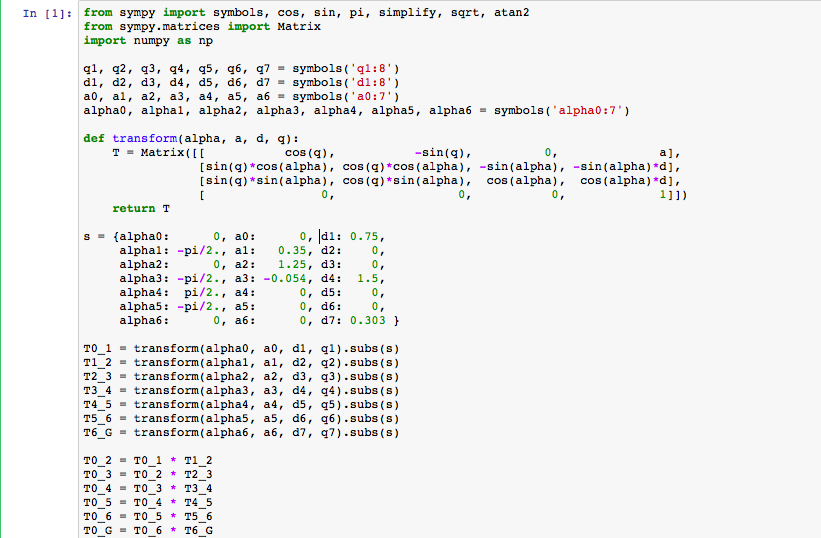 In [1]: from sympy import symbols, cos, sin, pi, simplify, sqrt, atan2
from sympy.matrices import Matrix
import numpy as np
q1, q2, q3, q4, q5, q6, q7 = symbols('q1:8')
d1, d2, d3, d4, d5, d6, d7 = symbols('d1:8')
a0, a1, a2, a3, a4, a5, a6 = symbols('a0:7')
alpha0, alpha1, alpha2, alpha3, alpha4, alpha5, alpha6 = symbols('alpha0:7')
def transform(alpha, a, d, q):
    T = Matrix([[           cos(q),           -sin(q),           0,             a],
                [sin(q)*cos(alpha), cos(q)*cos(alpha), -sin(alpha), -sin(alpha)*d],
                [sin(q)*sin(alpha), cos(q)*sin(alpha),  cos(alpha),  cos(alpha)*d],
                [                0,                 0,           0,             1]])
    return T
s = {alpha0:      0, a0:      0, d1: 0.75,
     alpha1: -pi/2., a1:   0.35, d2:    0,
     alpha2:      0, a2:   1.25, d3:    0,
     alpha3: -pi/2., a3: -0.054, d4:  1.5,
     alpha4:  pi/2., a4:      0, d5:    0,
     alpha5: -pi/2., a5:      0, d6:    0,
     alpha6:      0, a6:      0, d7: 0.303 }
T0_1 = transform(alpha0, a0, d1, q1).subs(s)
T1_2 = transform(alpha1, a1, d2, q2).subs(s)
T2_3 = transform(alpha2, a2, d3, q3).subs(s)
T3_4 = transform(alpha3, a3, d4, q4).subs(s)
T4_5 = transform(alpha4, a4, d5, q5).subs(s)
T5_6 = transform(alpha5, a5, d6, q6).subs(s)
T6_G = transform(alpha6, a6, d7, q7).subs(s)
T0_2 = T0_1 * T1_2
T0_3 = T0_2 * T2_3
T0_4 = T0_3 * T3_4
T0_5 = T0_4 * T4_5
T0_6 = T0_5 * T5_6
T0_G = T0_6 * T6_G